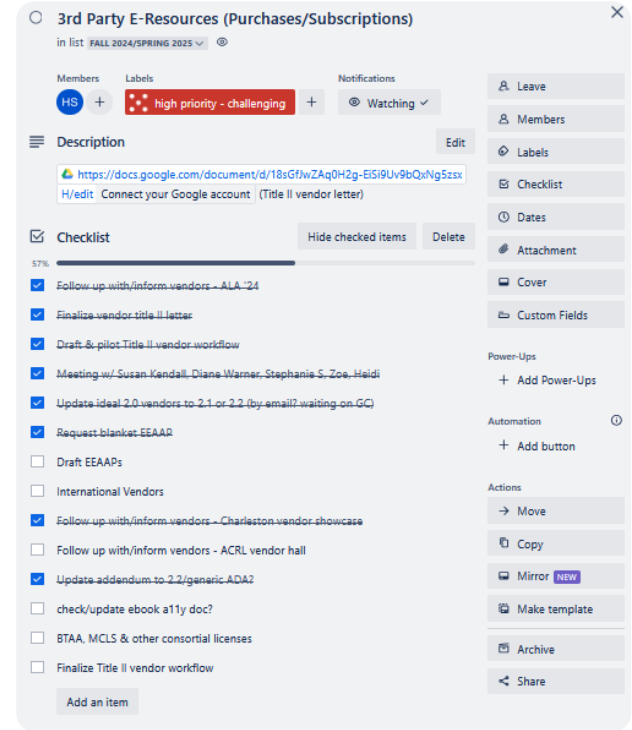 3rd Party E-Resources (Purchases/Subscriptions)
in list FALL 2024/SPRING 2025
Members
Labels
Notifications
HS
high priority - challenging
Watching
Description
Edit
https://docs.google.com/document/d/18sGfJwZAq0H2g-EiSi9Uv9bQxNg5zsx
H/edit Connect your Google account (Title II vendor letter)
Checklist
Hide checked items
Delete
57%
Follow up with/inform vendors - ALA '24
Finalize vendor title II letter
Draft & pilot Title II vendor workflow
Meeting w/ Susan Kendall, Diane Warner, Stephanie S, Zoe, Heidi
Update ideal 2.0 vendors to 2.1 or 2.2 (by email? waiting on GC)
Request blanket EEAAP
Draft EEAAPs
International Vendors
Follow up with/inform vendors - Charleston vendor showcase
Follow up with/inform vendors - ACRL vendor hall
Update addendum to 2.2/generic ADA?
check/update ebook a11y doc?
BTAA, MCLS & other consortial licenses
Finalize Title II vendor workflow
Add an item
Leave
Members
Labels
Checklist
Dates
Attachment
Cover
Custom Fields
Power-Ups
+ Add Power-Ups
Automation
+ Add button
Actions
Move
Copy
Mirror NEW
Make template
Archive
Share